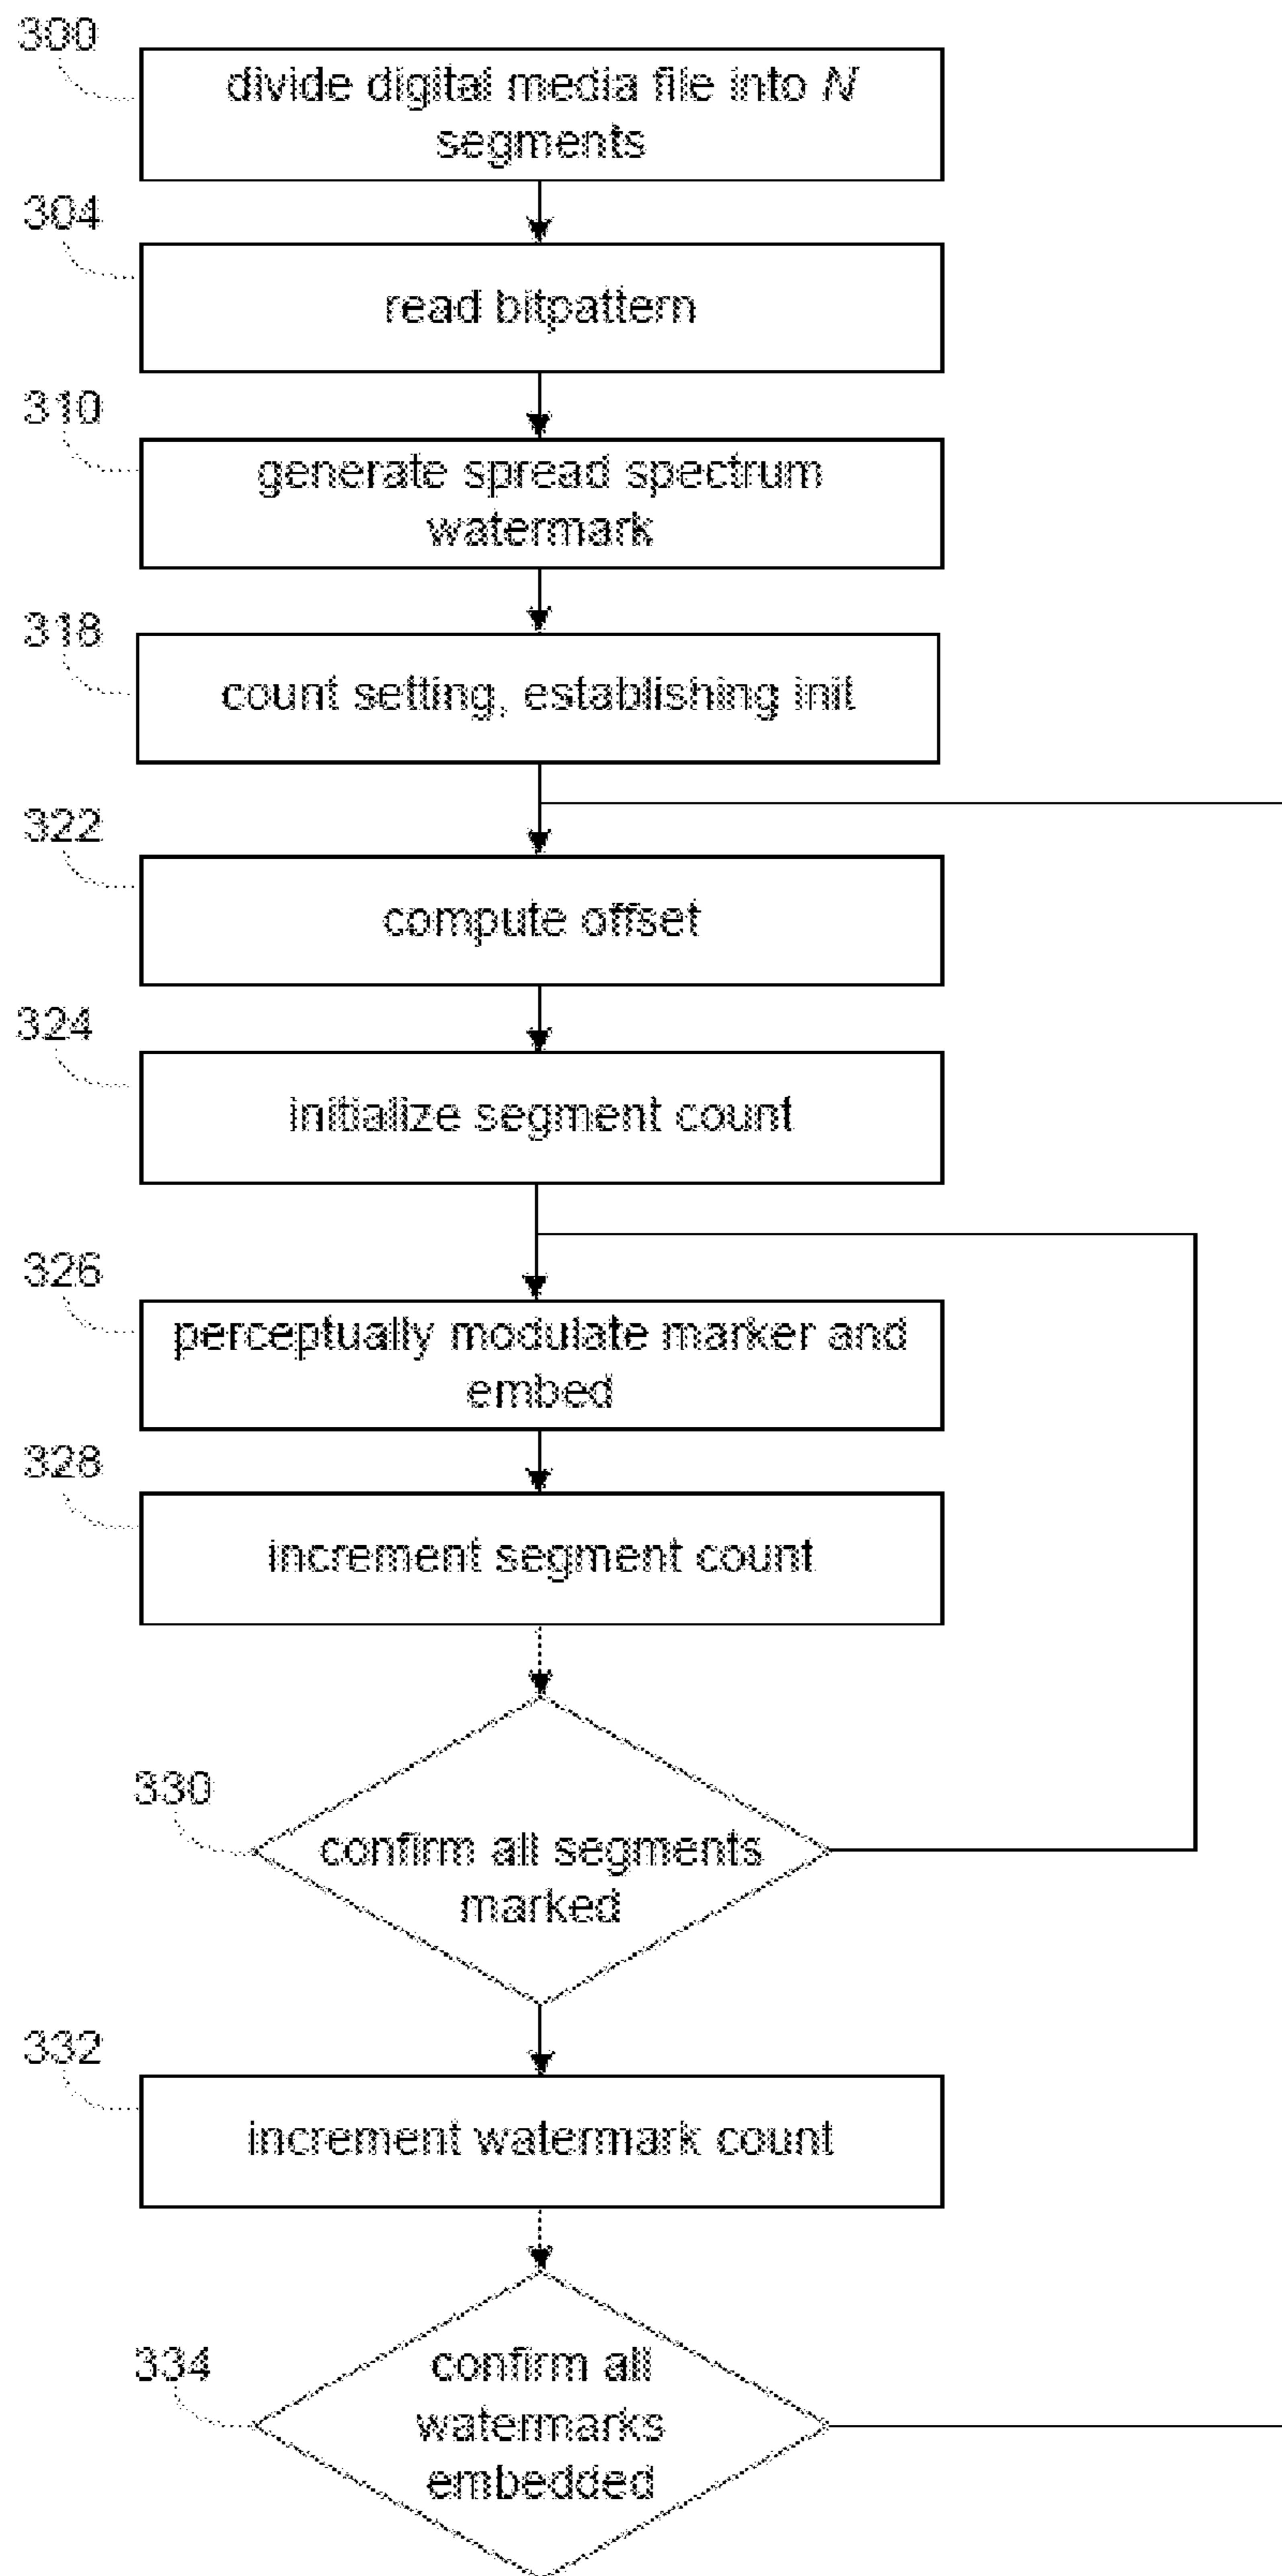 300
divide digital media file into N
segments
304
read bitpattern
310
generate spread spectrum
watermark
318
count setting, establishing init
322
compute offset
324
initialize segment count
326
perceptually modulate marker and
embed
328
increment segment count
330
confirm all segments
marked
332
increment watermark count
334
confirm all
watermarks
embedded